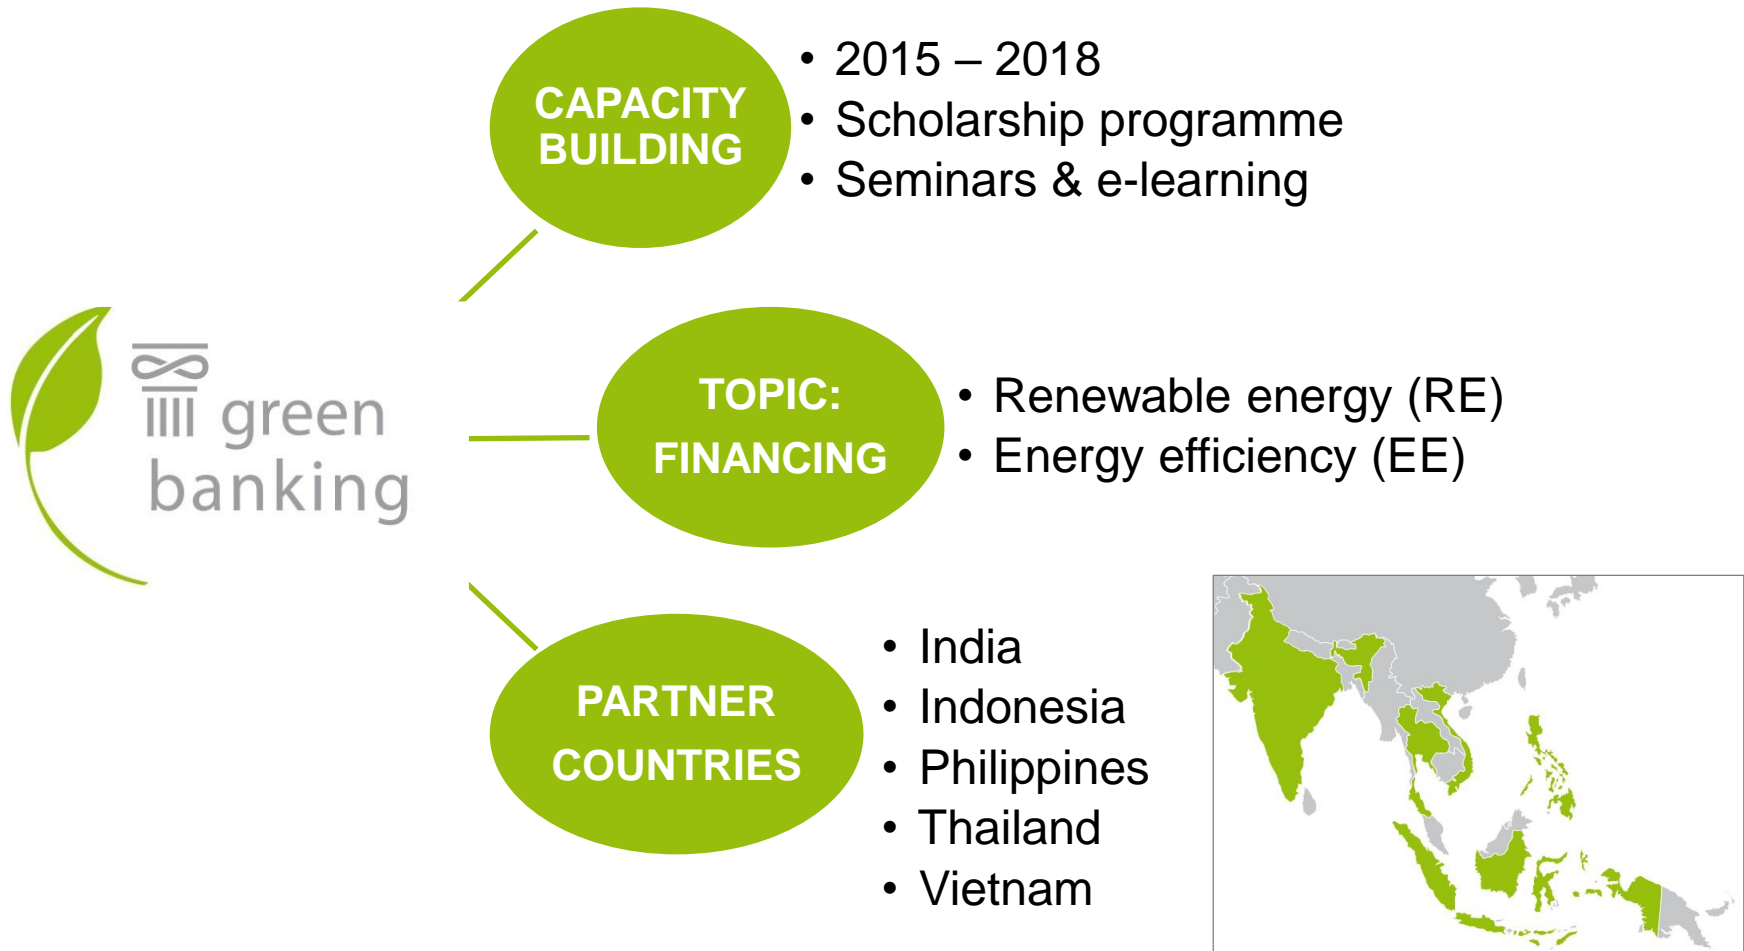 green
banking
CAPACITY
BUILDING
• 2015 – 2018
• Scholarship programme
• Seminars & e-learning
TOPIC:
FINANCING
• Renewable energy (RE)
• Energy efficiency (EE)
PARTNER
COUNTRIES
• India
• Indonesia
• Philippines
• Thailand
• Vietnam